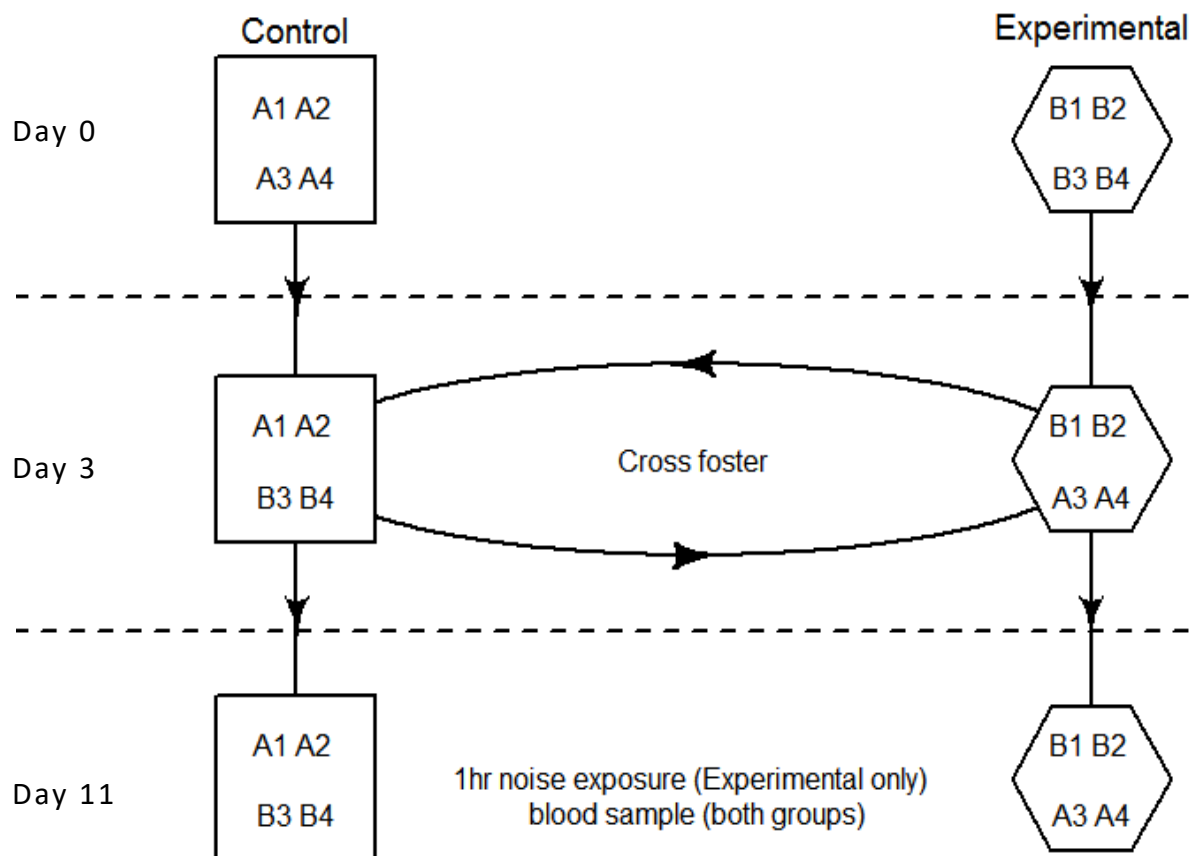 Control
Experimental
Day 0
A1 A2
A3 A4
B1 B2
B3 B4
Day 3
A1 A2
B3 B4
Cross foster
B1 B2
A3 A4
Day 11
A1 A2
B3 B4
1hr noise exposure (Experimental only)
blood sample (both groups)
B1 B2
A3 A4